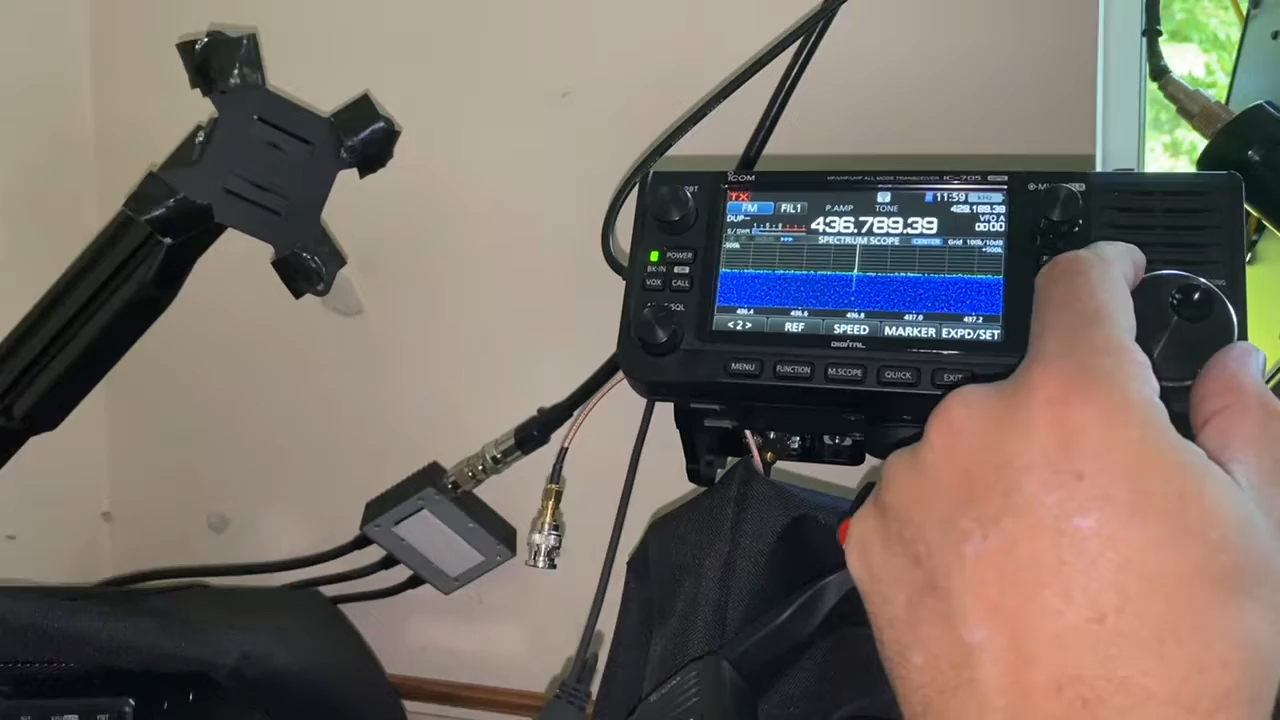 ICOM HF/VHF/UHF ALL MODE TRANSCEIVER IC-705
TX 11:59 kHz
FM FIL1 P.AMP TONE 429.189.39
DUP- 436.789.39 VFO A
S/SWR 00:00
SPECTRUM SCOPE CENTER Grid 100k/10dB
-500k +500k
436.4 436.6 436.8 437.0 437.2
<2> REF SPEED MARKER EXPD/SET
DIGITAL
POWER
BK-IN
VOX CALL
MENU FUNCTION M.SCOPE QUICK EXIT